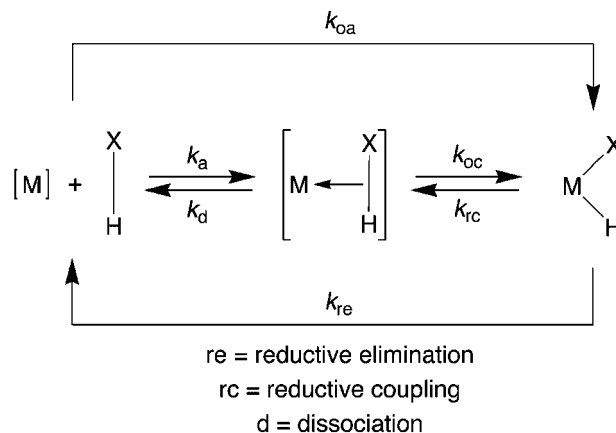 koa
X X X
[M] + ka M koc M
kd krc
H H H
kre
re = reductive elimination
rc = reductive coupling
d = dissociation